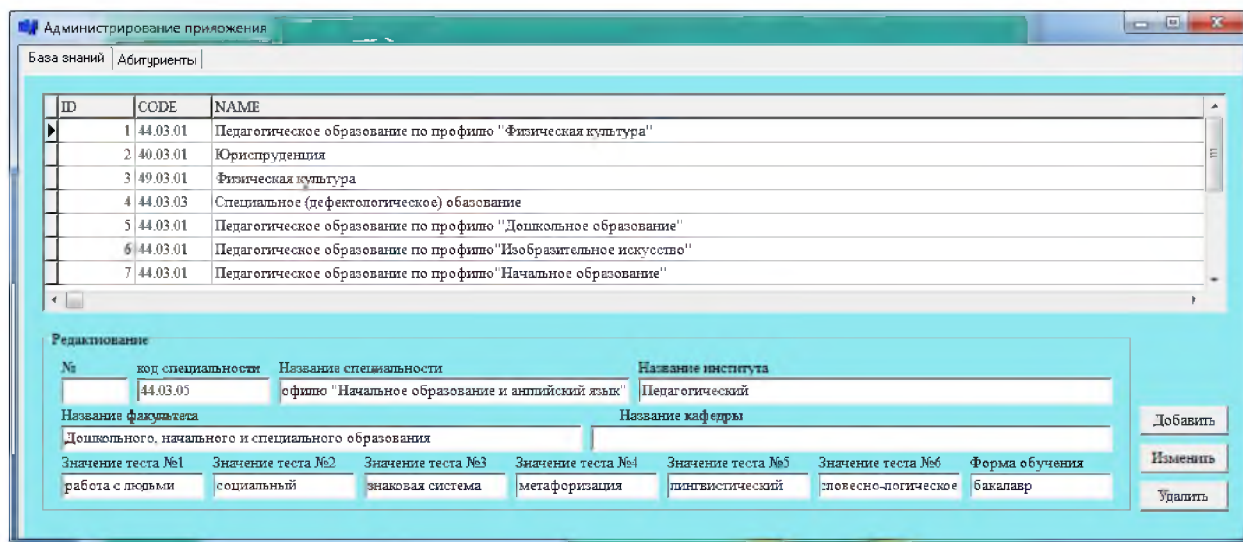 Администрирование приложения
База знаний Абитуриенты
ID CODE NAME
1 44.03.01 Педагогическое образование по профилю "Физическая культура"
2 40.03.01 Юриспруденция
3 49.03.01 Физическая культура
4 44.03.03 Специальное (дефектологическое) обазование
5 44.03.01 Педагогическое образование по профилю "Дошкольное образование"
6 44.03.01 Педагогическое образование по профилю"Изобразительное искусство"
7 44.03.01 Педагогическое образование по профилю"Начальное образование"
Редактиование
№ код специальности Название специальности Название института
44.03.05 офилю "Начальное образование и английский язык" Педагогический
Название факультета Название кафедры
Дошкольного, начального и специального образования
Значение теста №1 Значение теста №2 Значение теста №3 Значение теста №4 Значение теста №5 Значение теста №6 Форма обучения
работа с людьми социальный знаковая система метафоризация лингвистический словесно-логическое бакалавр
Добавить
Изменить
Удалить